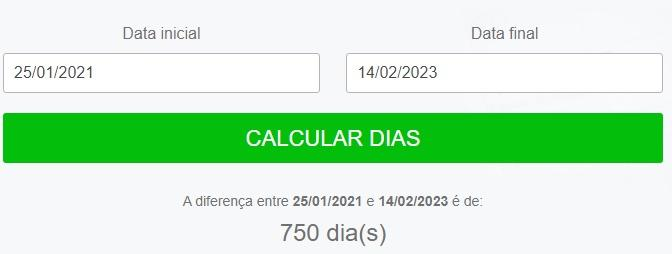 Data inicial Data final
25/01/2021 14/02/2023
CALCULAR DIAS
A diferença entre 25/01/2021 e 14/02/2023 é de:
750 dia(s)